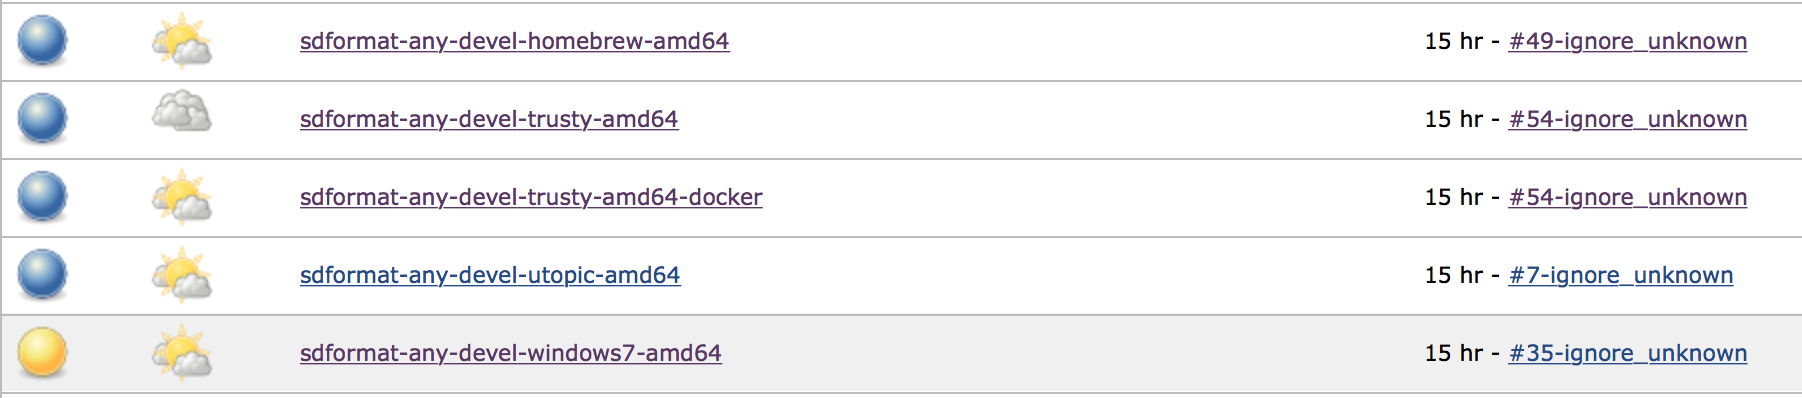 sdformat-any-devel-homebrew-amd64 15 hr - #49-ignore_unknown
sdformat-any-devel-trusty-amd64 15 hr - #54-ignore_unknown
sdformat-any-devel-trusty-amd64-docker 15 hr - #54-ignore_unknown
sdformat-any-devel-utopic-amd64 15 hr - #7-ignore_unknown
sdformat-any-devel-windows7-amd64 15 hr - #35-ignore_unknown